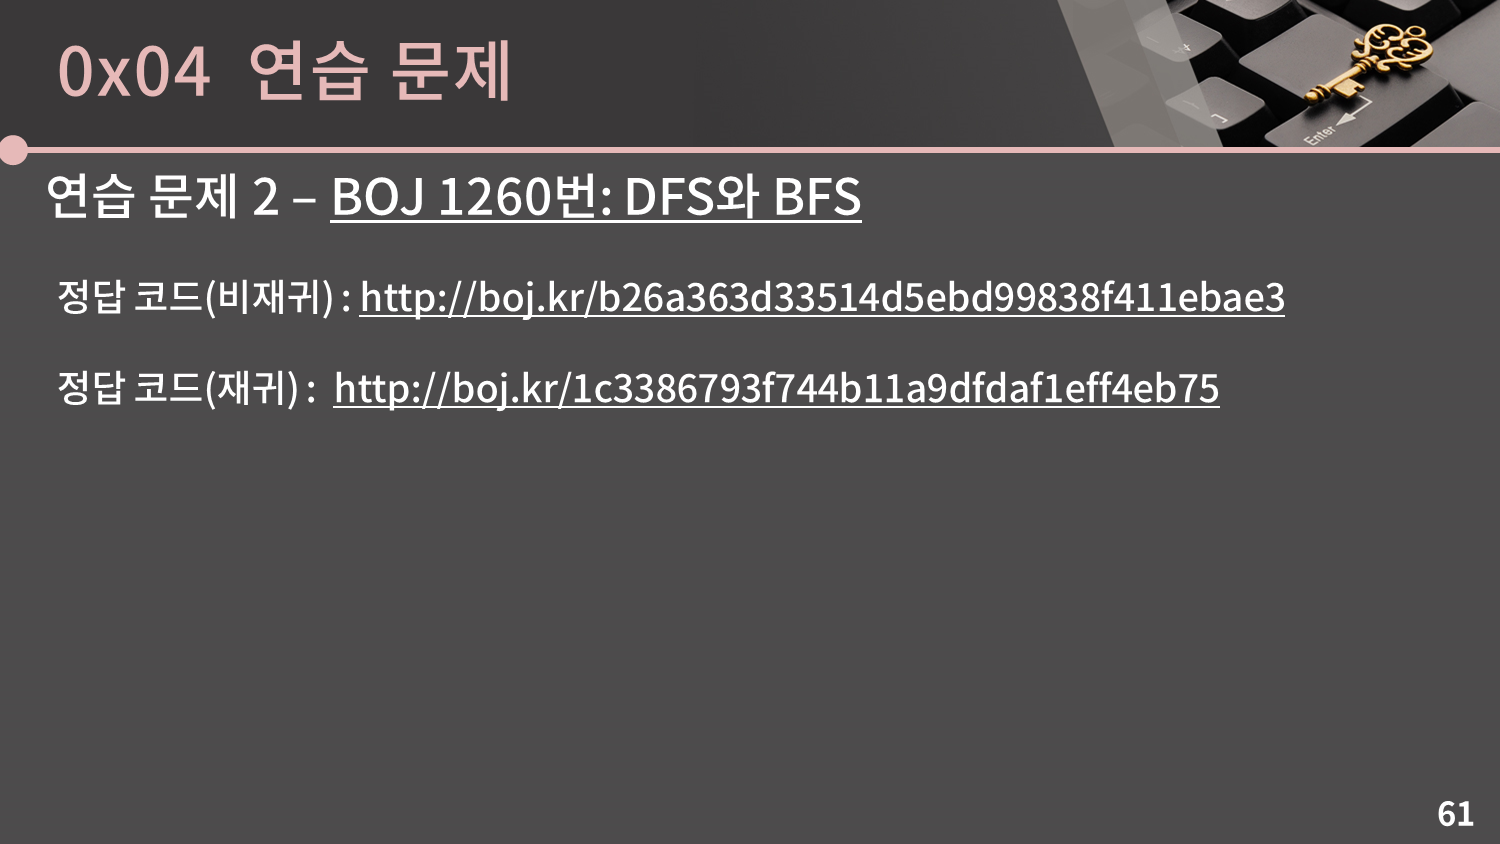 0x04 연습 문제
Enter
연습 문제 2 – BOJ 1260번: DFS와 BFS
정답 코드(비재귀) : http://boj.kr/b26a363d33514d5ebd99838f411ebae3
정답 코드(재귀) : http://boj.kr/1c3386793f744b11a9dfdaf1eff4eb75
61